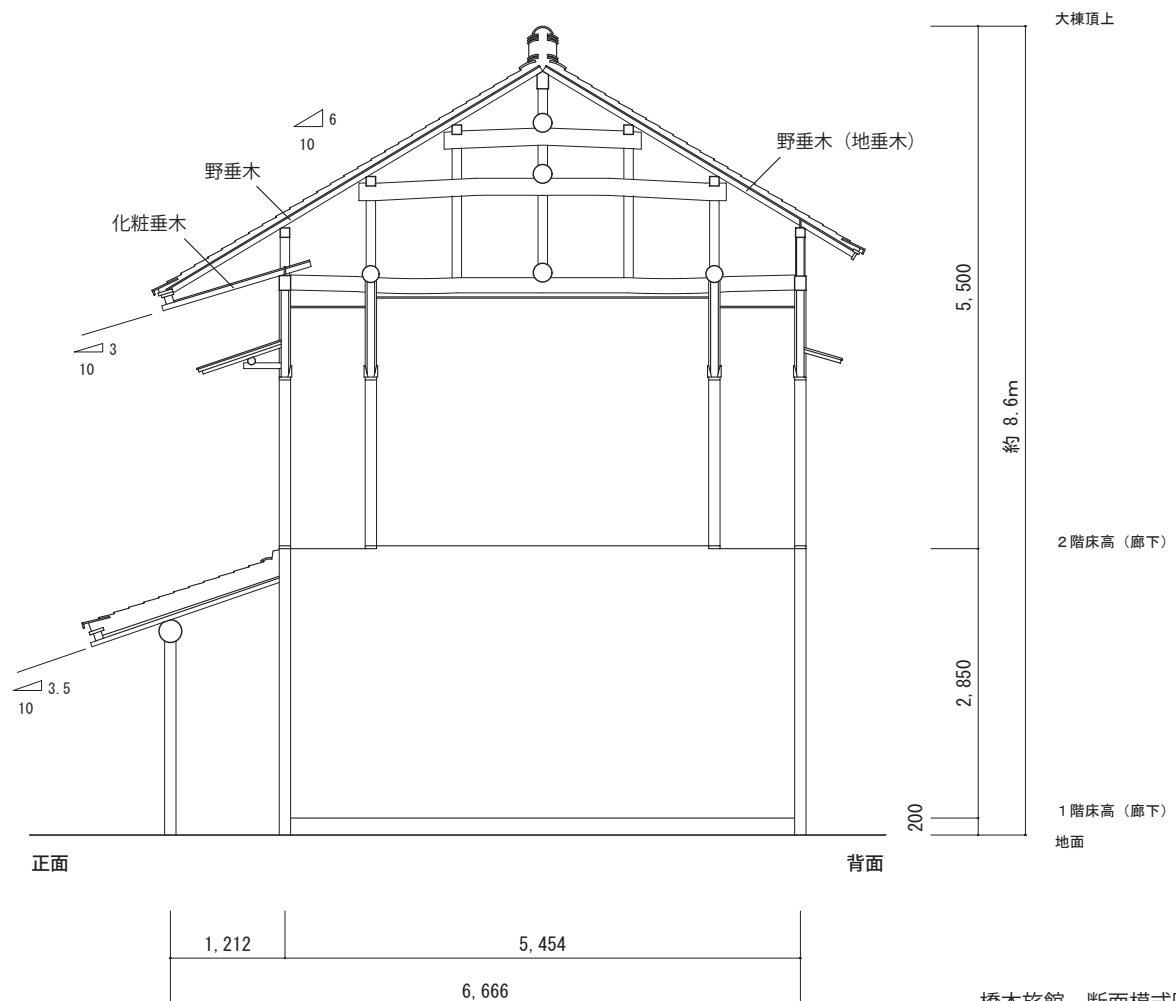 大棟頂上
6
10
野垂木（地垂木）
野垂木
化粧垂木
5,500
3
10
約 8.6m
２階床高（廊下）
3.5
10
2,850
200
１階床高（廊下）
地面
正面
背面
1,212
5,454
6,666